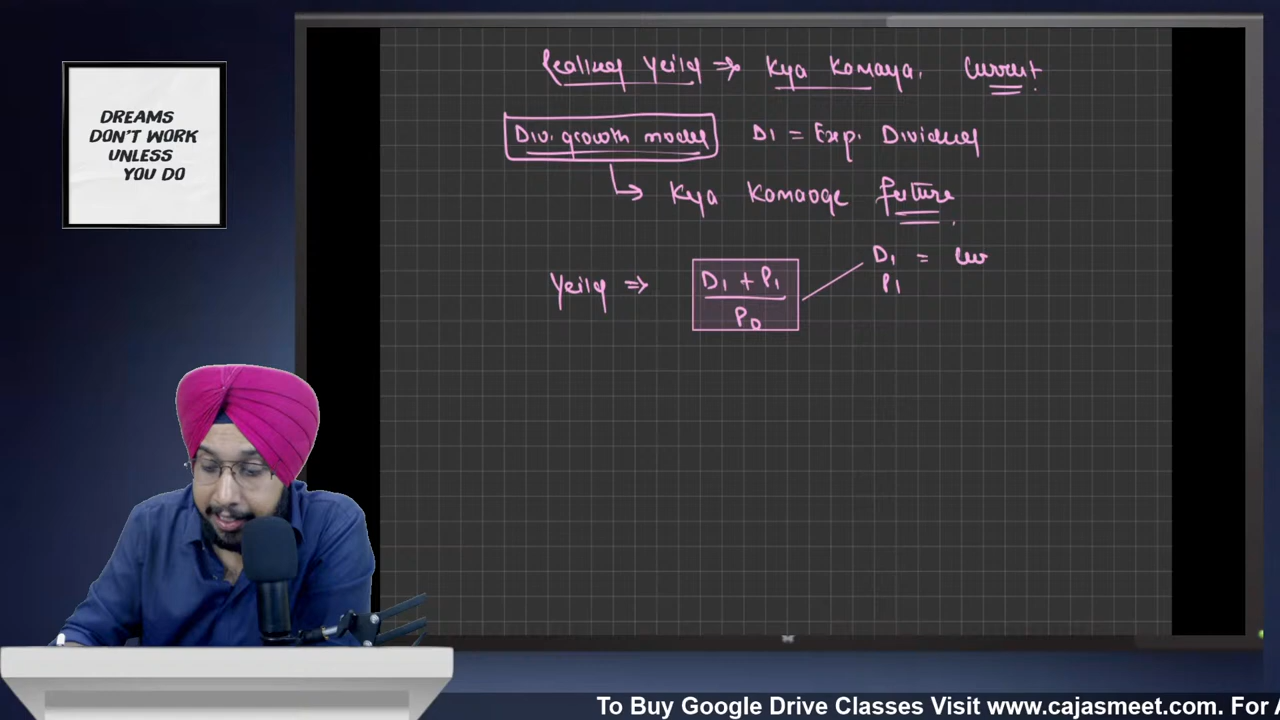 DREAMS
DON'T WORK
UNLESS
YOU DO
Realised Yeild ⇒ Kya Kamaya. Current
Div. growth model D1 = Exp. Dividend
↳ Kya Kamaoge future
Yeild ⇒ D1 + P1 / P0
D1 = cur
P1
To Buy Google Drive Classes Visit www.cajasmeet.com. For